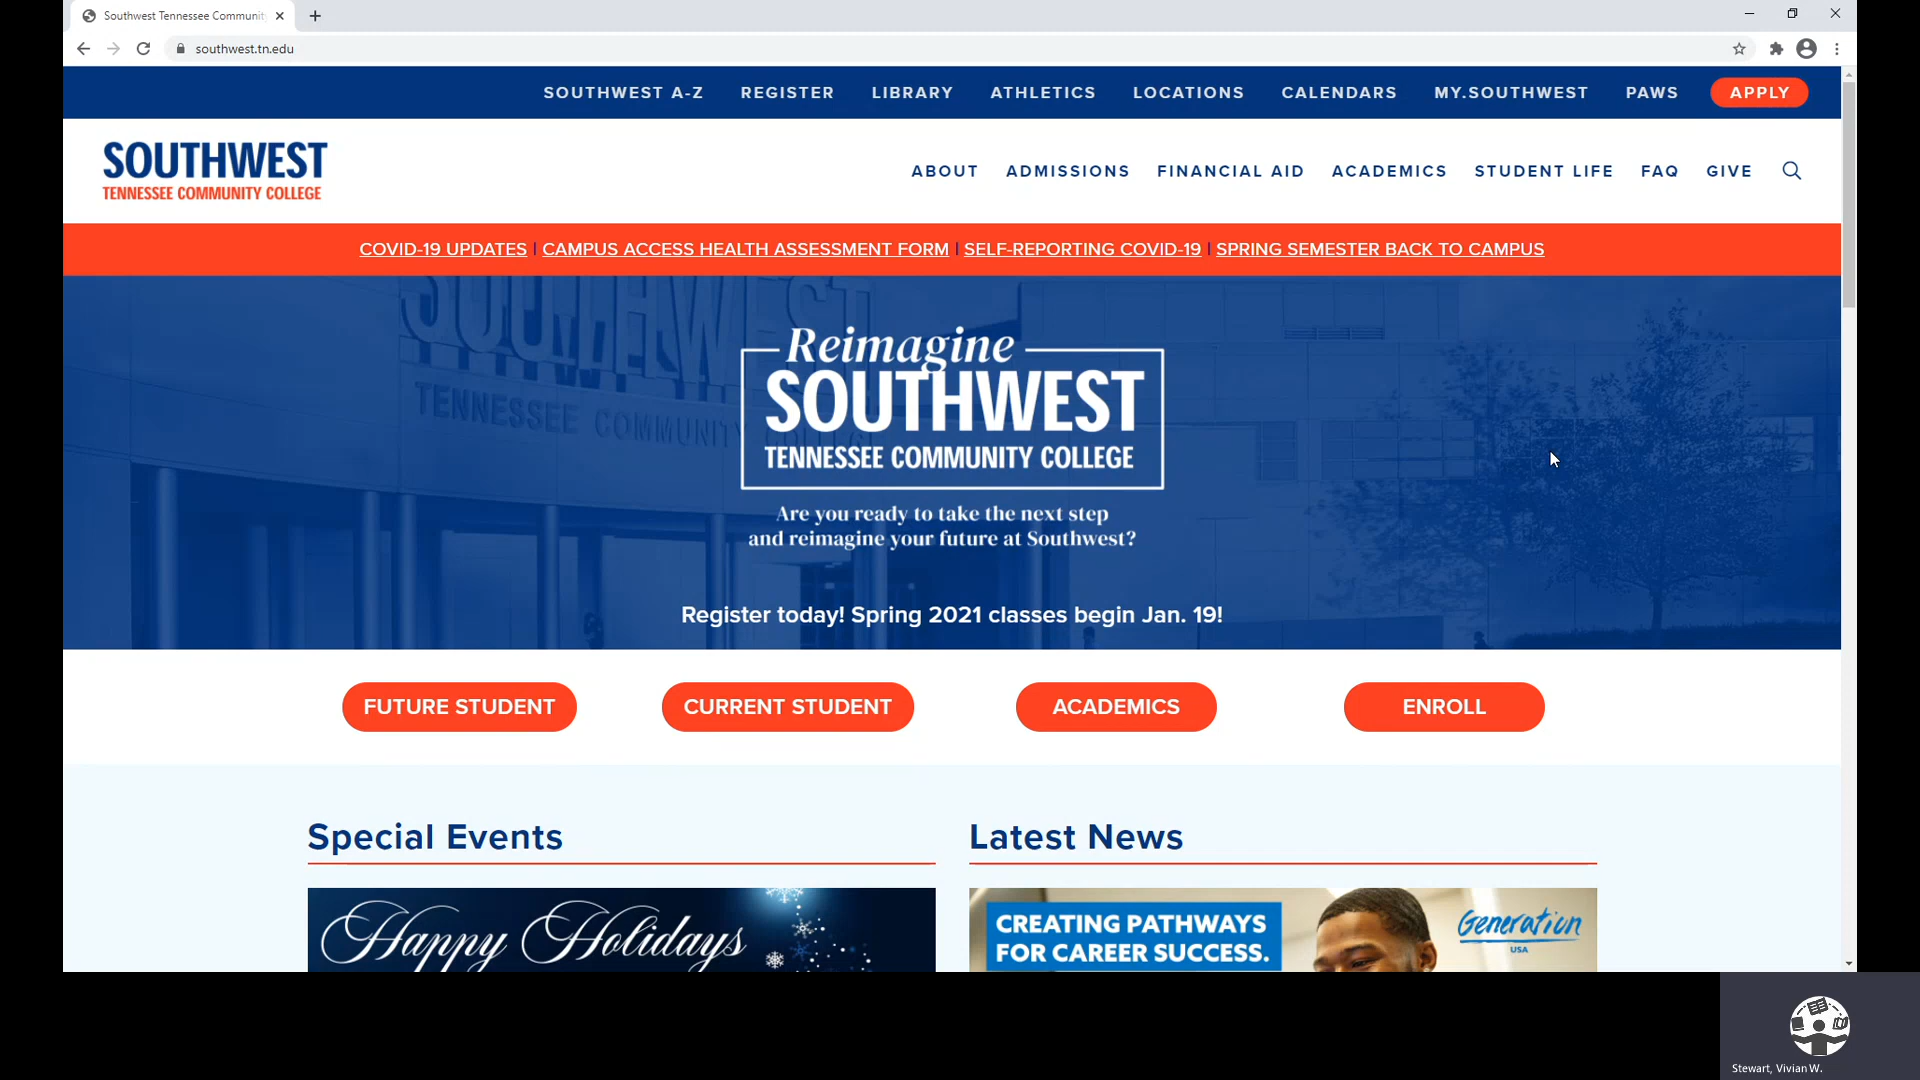 Southwest Tennessee Communit
southwest.tn.edu
SOUTHWEST A-Z REGISTER LIBRARY ATHLETICS LOCATIONS CALENDARS MY.SOUTHWEST PAWS APPLY
SOUTHWEST
TENNESSEE COMMUNITY COLLEGE
ABOUT ADMISSIONS FINANCIAL AID ACADEMICS STUDENT LIFE FAQ GIVE
COVID-19 UPDATES | CAMPUS ACCESS HEALTH ASSESSMENT FORM | SELF-REPORTING COVID-19 | SPRING SEMESTER BACK TO CAMPUS
SOUTHWEST
TENNESSEE COMMUNITY COLLEGE
Reimagine
SOUTHWEST
TENNESSEE COMMUNITY COLLEGE
Are you ready to take the next step
and reimagine your future at Southwest?
Register today! Spring 2021 classes begin Jan. 19!
FUTURE STUDENT CURRENT STUDENT ACADEMICS ENROLL
Special Events
Latest News
Happy Holidays
CREATING PATHWAYS
FOR CAREER SUCCESS.
Generation
USA
Stewart, Vivian W.